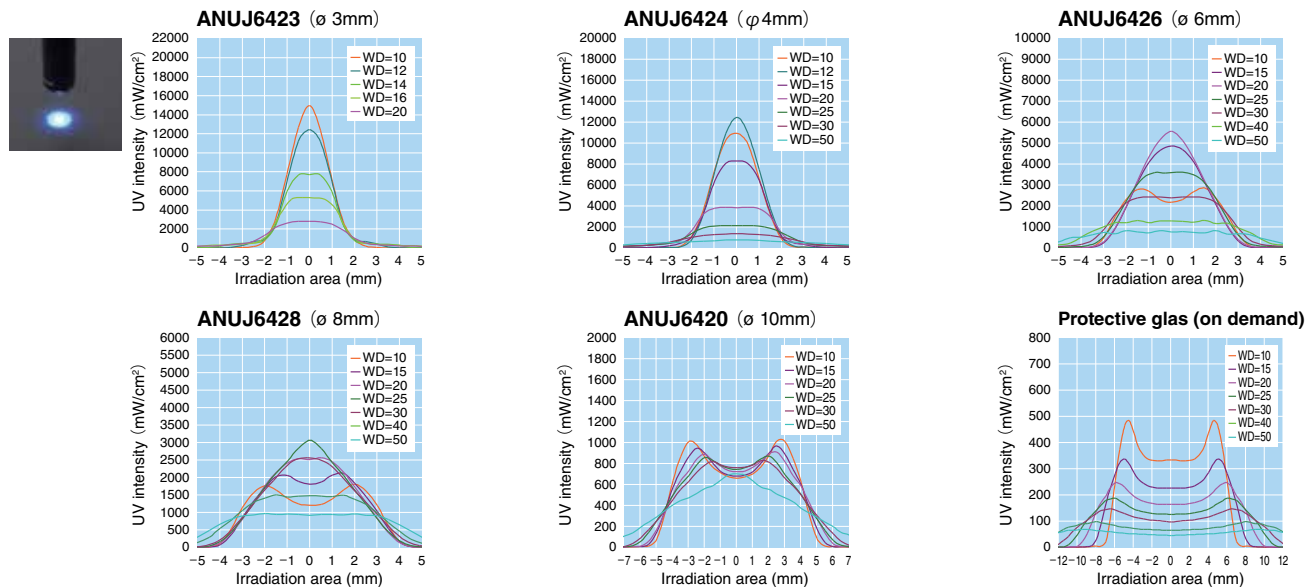 ANUJ6423 (ø 3mm)
UV intensity (mW/cm²)
22000
20000
18000
16000
14000
12000
10000
8000
6000
4000
2000
0
WD=10
WD=12
WD=14
WD=16
WD=20
−5 −4 −3 −2 −1 0 1 2 3 4 5
Irradiation area (mm)
ANUJ6424 (φ4mm)
UV intensity (mW/cm²)
20000
18000
16000
14000
12000
10000
8000
6000
4000
2000
0
WD=10
WD=12
WD=15
WD=20
WD=25
WD=30
WD=50
−5 −4 −3 −2 −1 0 1 2 3 4 5
Irradiation area (mm)
ANUJ6426 (ø 6mm)
UV intensity (mW/cm²)
10000
9000
8000
7000
6000
5000
4000
3000
2000
1000
0
WD=10
WD=15
WD=20
WD=25
WD=30
WD=40
WD=50
−5 −4 −3 −2 −1 0 1 2 3 4 5
Irradiation area (mm)
ANUJ6428 (ø 8mm)
UV intensity (mW/cm²)
6000
5500
5000
4500
4000
3500
3000
2500
2000
1500
1000
500
0
WD=10
WD=15
WD=20
WD=25
WD=30
WD=40
WD=50
−5 −4 −3 −2 −1 0 1 2 3 4 5
Irradiation area (mm)
ANUJ6420 (ø 10mm)
UV intensity (mW/cm²)
2000
1800
1600
1400
1200
1000
800
600
400
200
0
WD=10
WD=15
WD=20
WD=25
WD=30
WD=50
−7 −6 −5 −4 −3 −2 −1 0 1 2 3 4 5 6 7
Irradiation area (mm)
Protective glas (on demand)
UV intensity (mW/cm²)
800
700
600
500
400
300
200
100
0
WD=10
WD=15
WD=20
WD=25
WD=30
WD=40
WD=50
−12 −10 −8 −6 −4 −2 0 2 4 6 8 10 12
Irradiation area (mm)